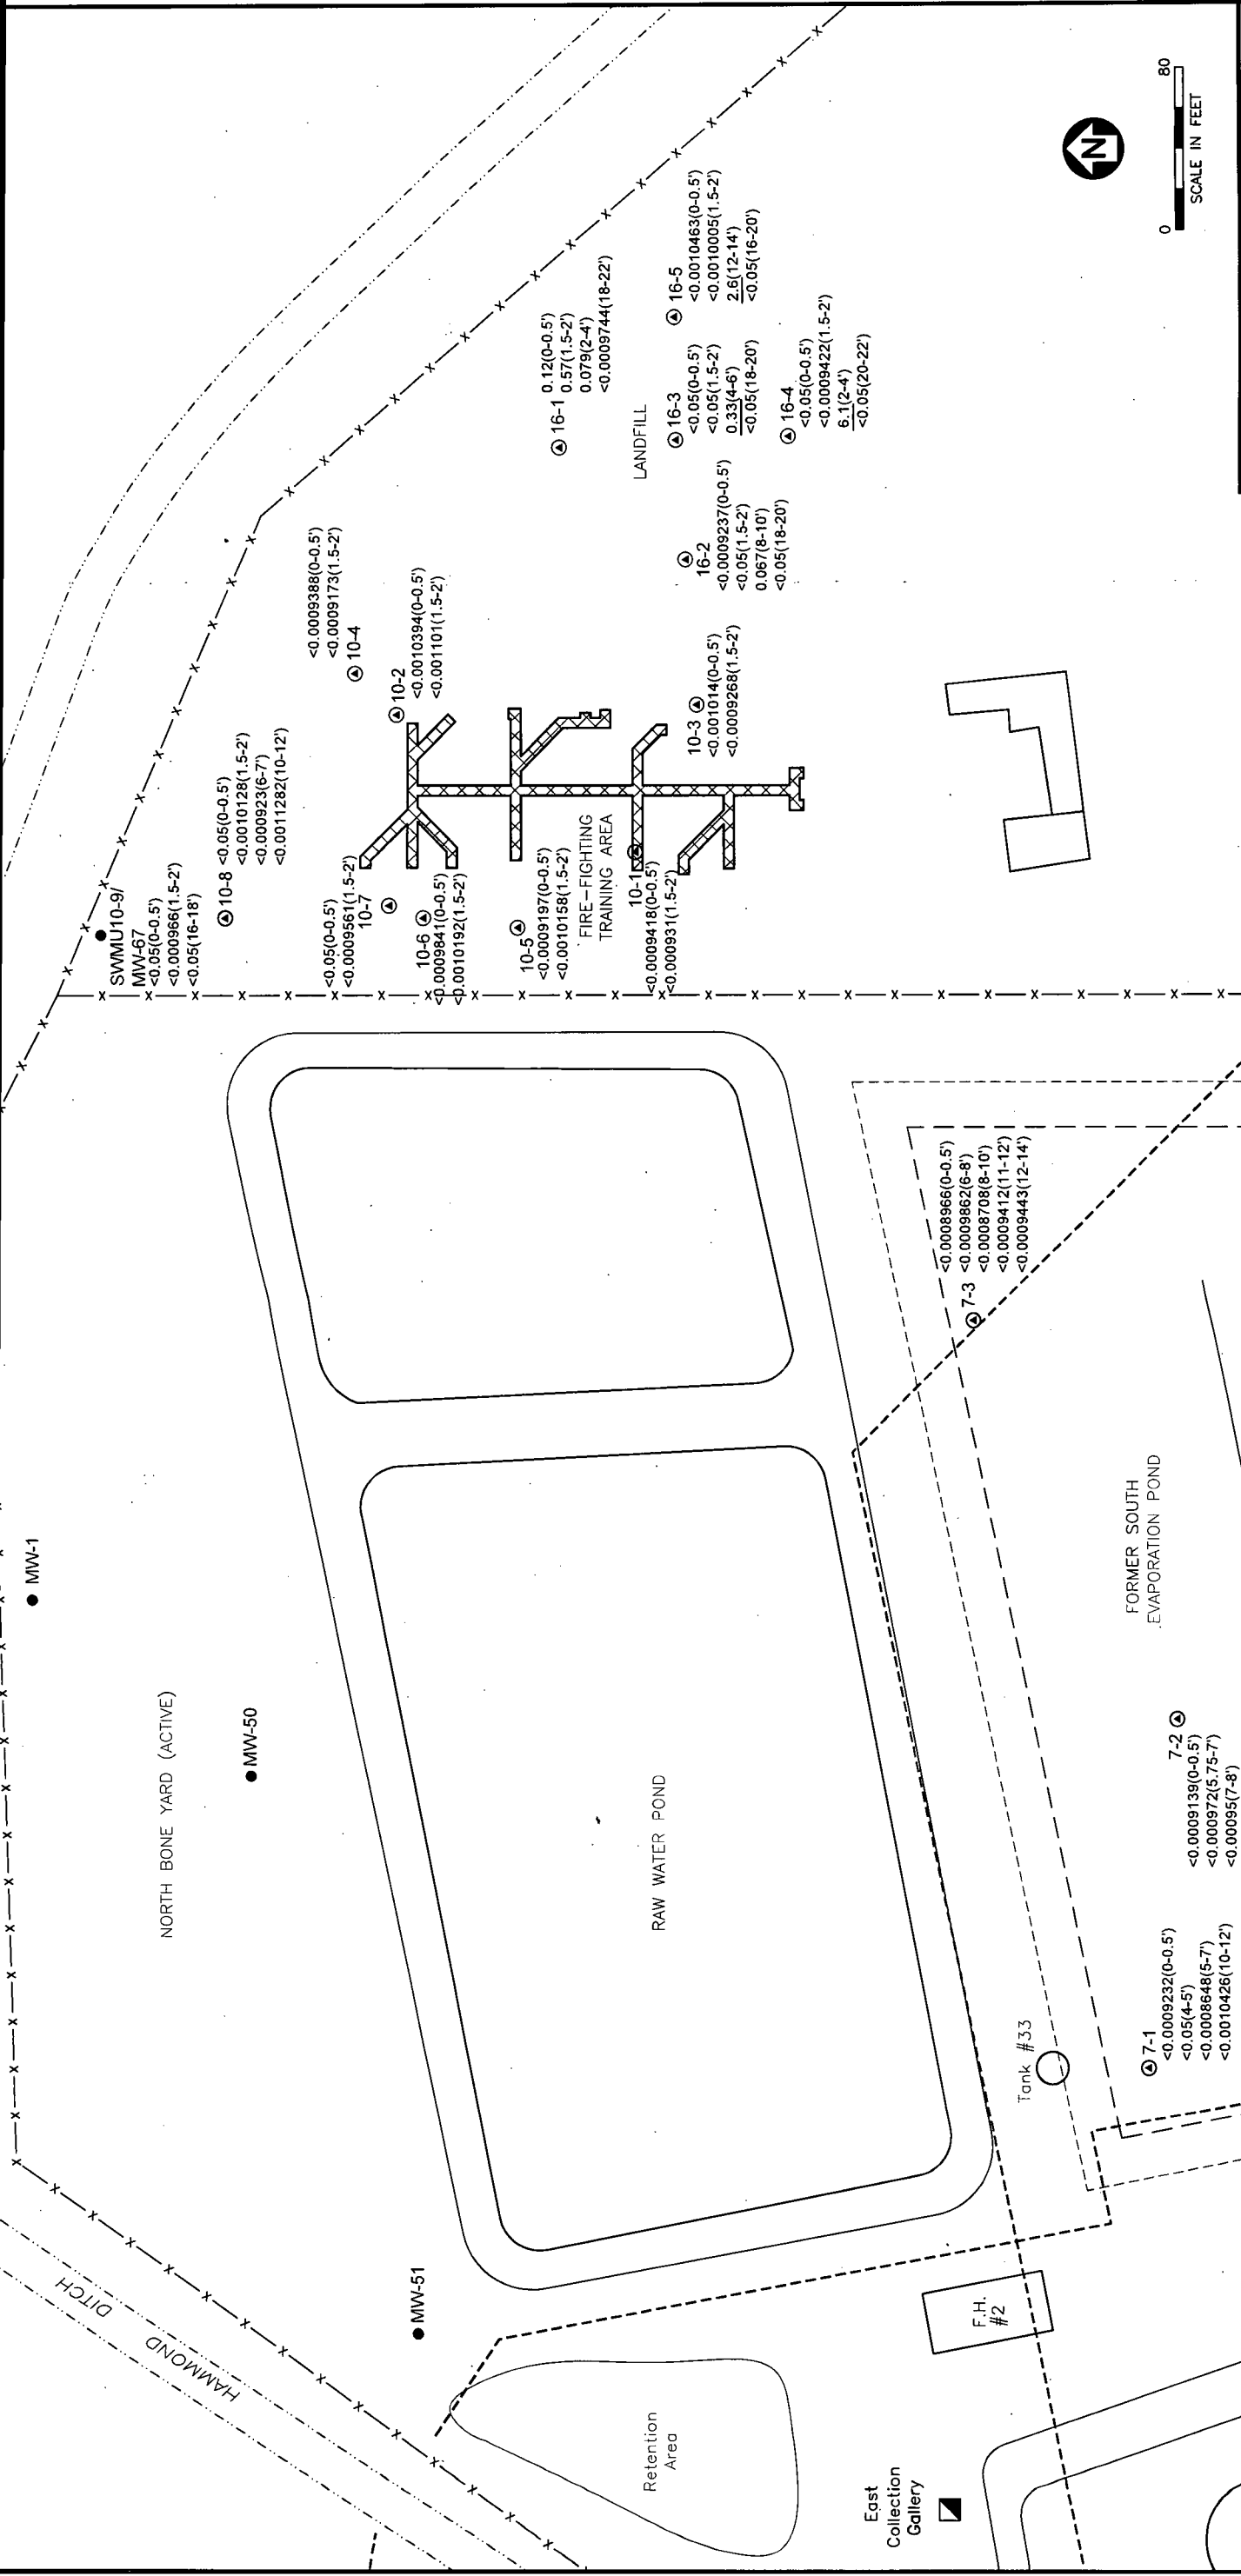 HAMMOND
DITCH
MW-51
Retention
Area
East
Collection
Gallery
F.H.
#2
Tank #33
NORTH BONE YARD (ACTIVE)
MW-50
MW-1
RAW WATER POND
FORMER SOUTH
EVAPORATION POND
7-1
<0.0009232(0-0.5')
<0.05(4-5')
<0.0008648(5-7')
<0.0010426(10-12')
7-2
<0.0009139(0-0.5')
<0.000972(5.75-7')
<0.00095(7-8')
<0.0008966(0-0.5')
7-3 <0.0009862(6-8')
<0.0008708(8-10')
<0.0009412(11-12')
<0.0009443(12-14')
SWMU10-9/
MW-67
<0.05(0-0.5')
<0.000966(1.5-2')
<0.05(16-18')
10-8 <0.05(0-0.5')
<0.0010128(1.5-2')
<0.000923(6-7')
<0.0011282(10-12')
<0.05(0-0.5')
<0.0009561(1.5-2')
10-7
10-6
<0.0009841(0-0.5')
<0.0010192(1.5-2')
10-5
<0.0009197(0-0.5')
<0.0010158(1.5-2')
FIRE-FIGHTING
TRAINING AREA
10-1
<0.0009418(0-0.5')
<0.000931(1.5-2')
<0.0009388(0-0.5')
<0.0009173(1.5-2')
10-4
10-2
<0.0010394(0-0.5')
<0.001101(1.5-2')
10-3
<0.001014(0-0.5')
<0.0009268(1.5-2')
16-1 0.12(0-0.5')
0.57(1.5-2')
0.079(2-4')
<0.0009744(18-22')
LANDFILL
16-2
<0.0009237(0-0.5')
<0.05(1.5-2')
0.067(8-10')
<0.05(18-20')
16-3
<0.05(0-0.5')
<0.05(1.5-2')
0.33(4-6')
<0.05(18-20')
16-5
<0.0010463(0-0.5')
<0.0010005(1.5-2')
2.6(12-14')
<0.05(16-20')
16-4
<0.05(0-0.5')
<0.0009422(1.5-2')
6.1(2-4')
<0.05(20-22')
N
0 80
SCALE IN FEET